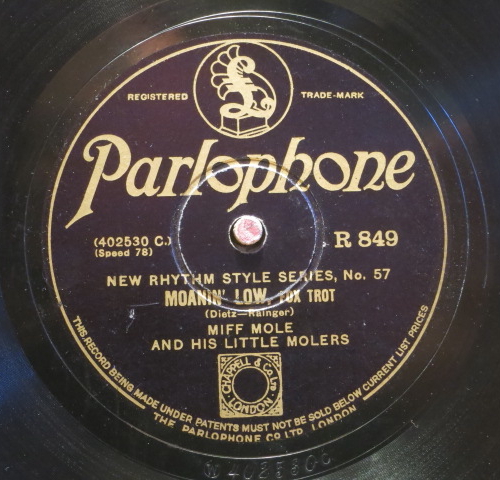 REGISTERED TRADE-MARK
£
Parlophone
(402530 C.)
(Speed 78)
R 849
NEW RHYTHM STYLE SERIES, No. 57
MOANIN' LOW, FOX TROT
(Dietz—Rainger)
MIFF MOLE
AND HIS LITTLE MOLERS
CHAPPELL & Co. Ltd
LONDON
THIS RECORD BEING MADE UNDER PATENTS MUST NOT BE SOLD BELOW CURRENT LIST PRICES
THE PARLOPHONE CO. LTD. LONDON